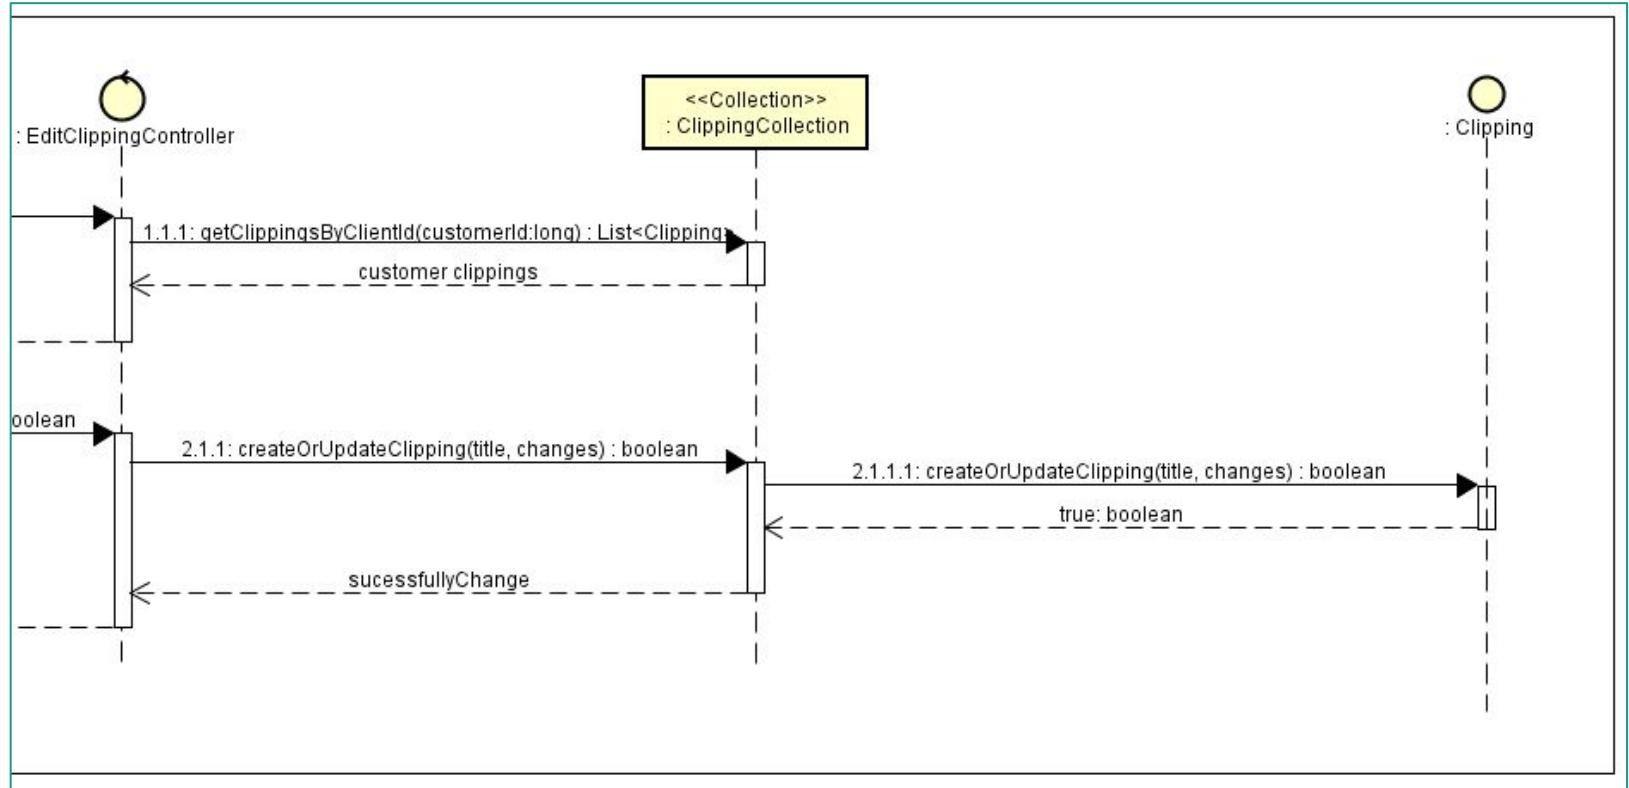 <<Collection>>
: ClippingCollection
: EditClippingController
: Clipping
1.1.1: getClippingsByClientId(customerId:long) : List<Clipping>
customer clippings
oolean
2.1.1: createOrUpdateClipping(title, changes) : boolean
2.1.1.1: createOrUpdateClipping(title, changes) : boolean
true: boolean
sucessfullyChange